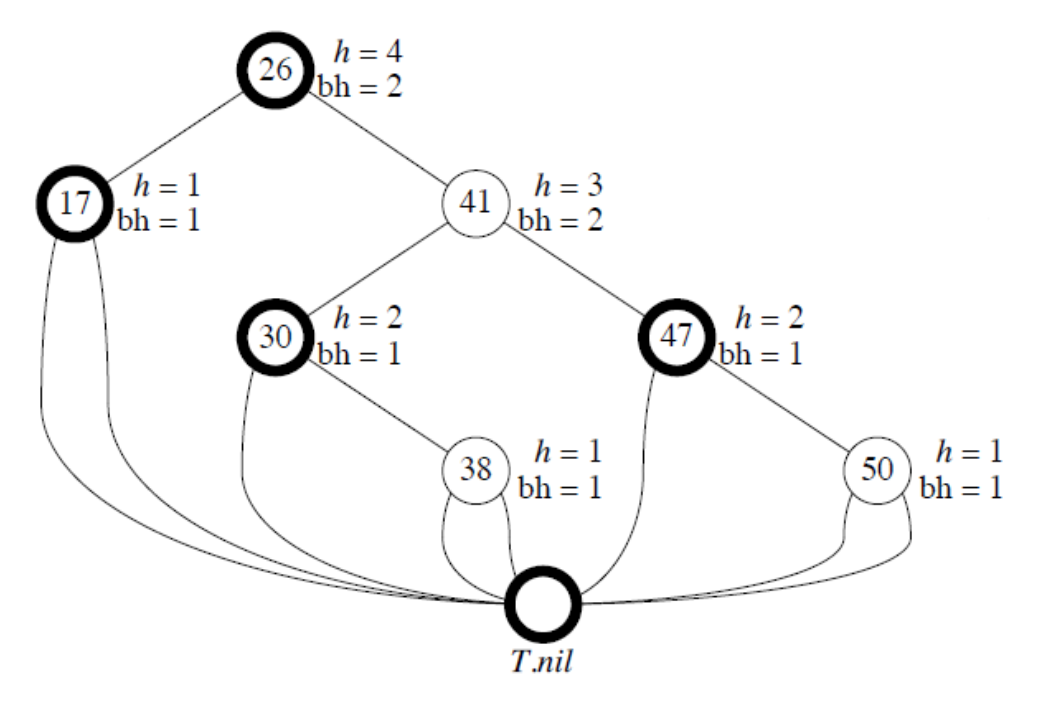 26
h = 4
bh = 2
17
h = 1
bh = 1
41
h = 3
bh = 2
30
h = 2
bh = 1
47
h = 2
bh = 1
38
h = 1
bh = 1
50
h = 1
bh = 1
T.nil